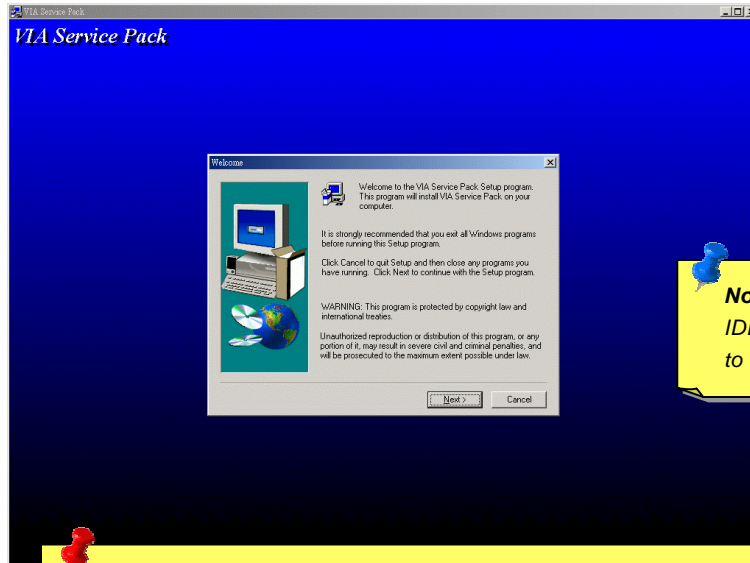 VIA Service Pack
VIA Service Pack
Welcome
Welcome to the VIA Service Pack Setup program.
This program will install VIA Service Pack on your
computer.
It is strongly recommended that you exit all Windows programs
before running this Setup program.
Click Cancel to quit Setup and then close any programs you
have running. Click Next to continue with the Setup program.
WARNING: This program is protected by copyright law and
international treaties.
Unauthorized reproduction or distribution of this program, or any
portion of it, may result in severe civil and criminal penalties, and
will be prosecuted to the maximum extent possible under law.
Next >
Cancel
to